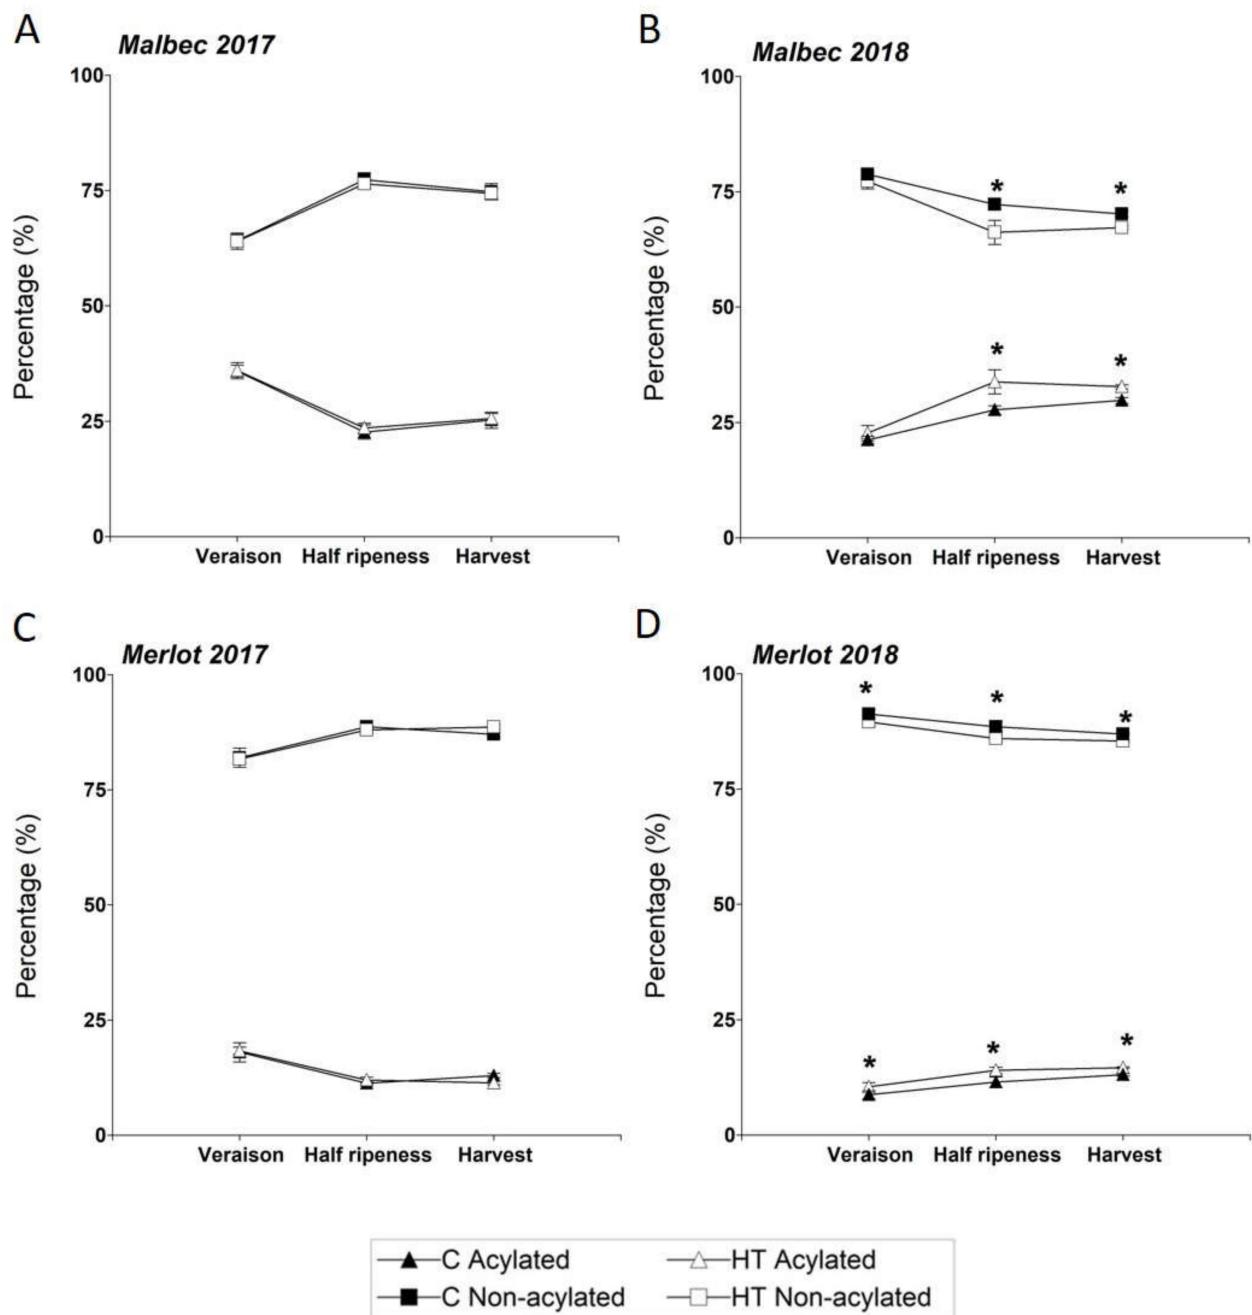 A
Malbec 2017
100
75
50
25
0
Percentage (%)
Veraison Half ripeness Harvest
B
Malbec 2018
100
75
50
25
0
Percentage (%)
* *
* *
Veraison Half ripeness Harvest
C
Merlot 2017
100
75
50
25
0
Percentage (%)
Veraison Half ripeness Harvest
D
Merlot 2018
100
75
50
25
0
Percentage (%)
* * *
* * *
Veraison Half ripeness Harvest
C Acylated HT Acylated
C Non-acylated HT Non-acylated